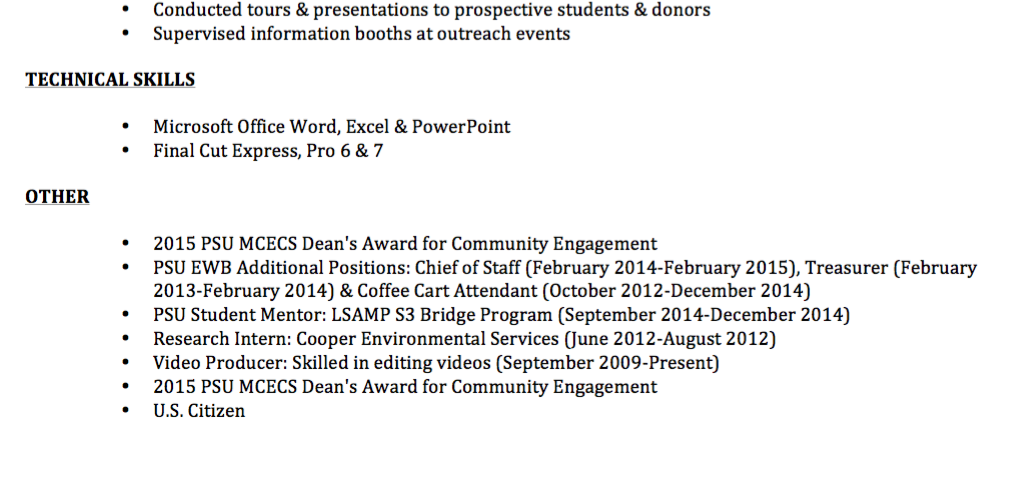 • Conducted tours & presentations to prospective students & donors
• Supervised information booths at outreach events
TECHNICAL SKILLS
• Microsoft Office Word, Excel & PowerPoint
• Final Cut Express, Pro 6 & 7
OTHER
• 2015 PSU MCECS Dean's Award for Community Engagement
• PSU EWB Additional Positions: Chief of Staff (February 2014-February 2015), Treasurer (February
2013-February 2014) & Coffee Cart Attendant (October 2012-December 2014)
• PSU Student Mentor: LSAMP S3 Bridge Program (September 2014-December 2014)
• Research Intern: Cooper Environmental Services (June 2012-August 2012)
• Video Producer: Skilled in editing videos (September 2009-Present)
• 2015 PSU MCECS Dean's Award for Community Engagement
• U.S. Citizen